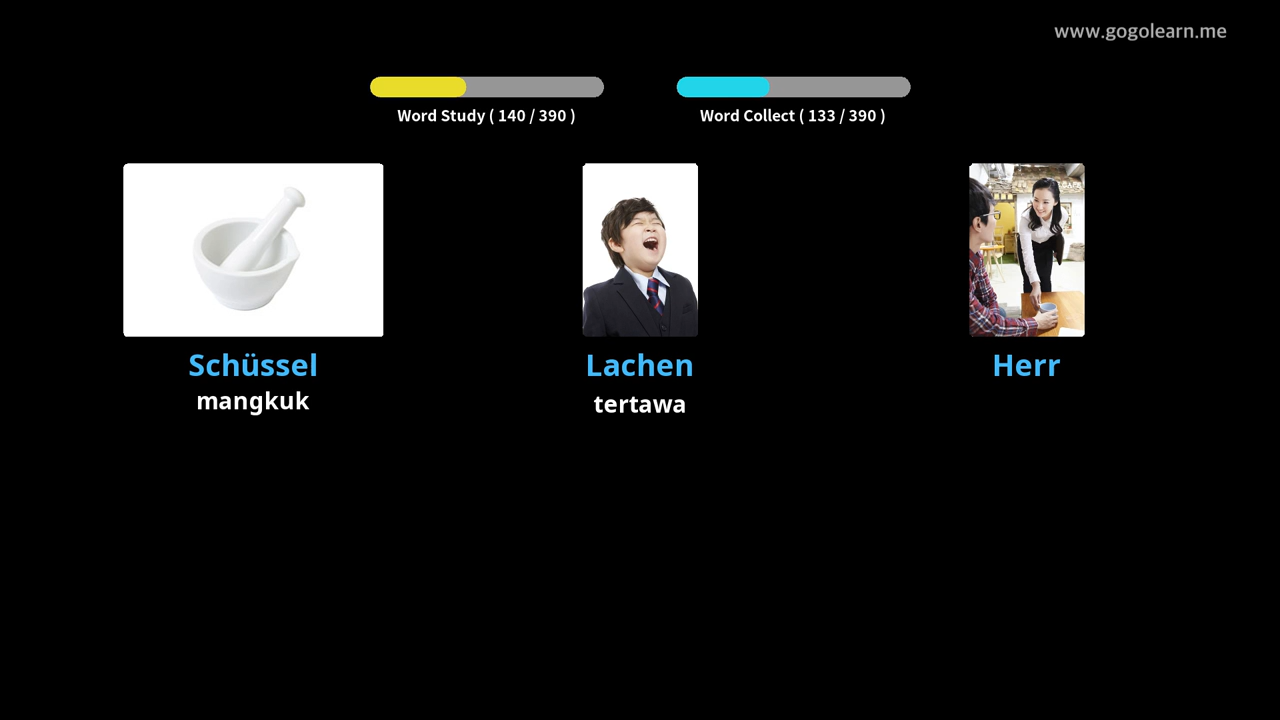 www.gogolearn.me
Word Study ( 140 / 390 )
Word Collect ( 133 / 390 )
Schüssel
mangkuk
Lachen
tertawa
Herr